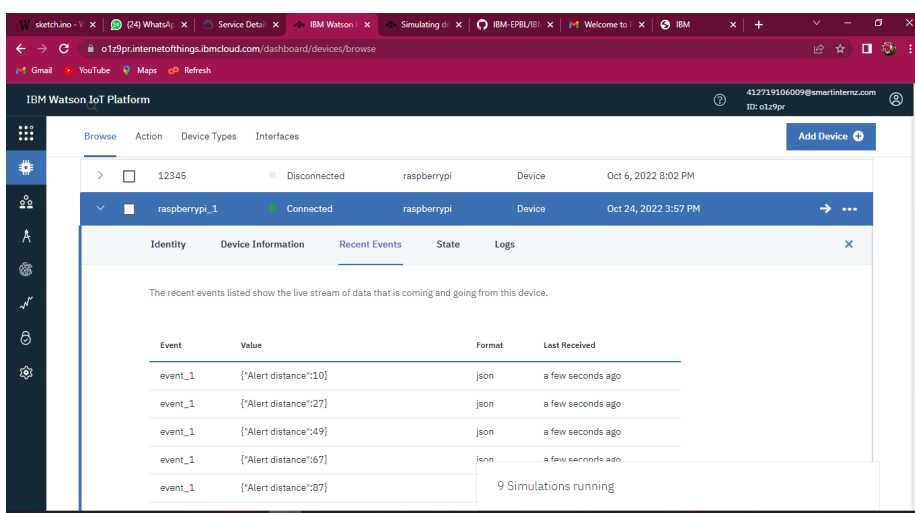 sketch.ino - V
(24) WhatsAp
Service Detail
IBM Watson
Simulating de
IBM-EPBL/IB
Welcome to
IBM
o1z9pr.internetofthings.ibmcloud.com/dashboard/devices/browse
Gmail YouTube Maps Refresh
IBM Watson IoT Platform
412719106009@smartinternz.com
ID: o1z9pr
Browse Action Device Types Interfaces
Add Device
12345 Disconnected raspberrypi Device Oct 6, 2022 8:02 PM
raspberrypi_1 Connected raspberrypi Device Oct 24, 2022 3:57 PM
Identity Device Information Recent Events State Logs
The recent events listed show the live stream of data that is coming and going from this device.
Event Value Format Last Received
event_1 {"Alert distance":10} json a few seconds ago
event_1 {"Alert distance":27} json a few seconds ago
event_1 {"Alert distance":49} json a few seconds ago
event_1 {"Alert distance":67} json a few seconds ago
event_1 {"Alert distance":87}
9 Simulations running